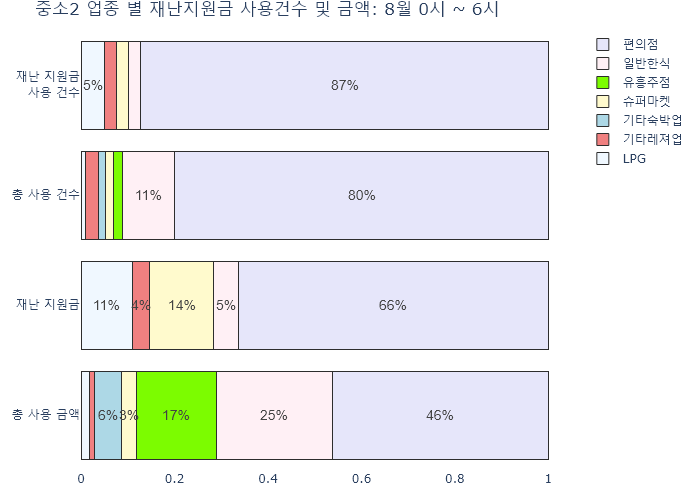 중소2 업종 별 재난지원금 사용건수 및 금액: 8월 0시 ~ 6시
편의점
일반한식
유흥주점
슈퍼마켓
기타숙박업
기타레져업
LPG
재난 지원금
사용 건수
5%
87%
총 사용 건수
11%
80%
재난 지원금
11%
4%
14%
5%
66%
총 사용 금액
6%
3%
17%
25%
46%
0
0.2
0.4
0.6
0.8
1